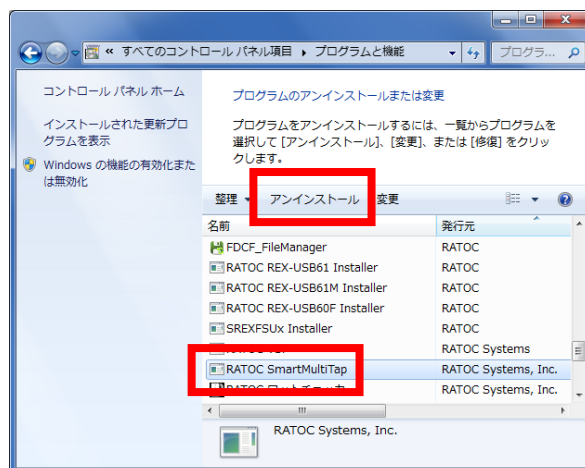 « すべてのコントロール パネル項目 ▸ プログラムと機能
プログラ...
コントロール パネル ホーム
インストールされた更新プロ
グラムを表示
Windows の機能の有効化また
は無効化
プログラムのアンインストールまたは変更
プログラムをアンインストールするには、一覧からプログラムを
選択して [アンインストール]、[変更]、または [修復] をクリッ
クします。
整理 アンインストール 変更
名前 発行元
FDCF_FileManager RATOC
RATOC REX-USB61 Installer RATOC
RATOC REX-USB61M Installer RATOC
RATOC REX-USB60F Installer RATOC
SREXFSUx Installer RATOC
RATOC Systems
RATOC SmartMultiTap RATOC Systems, Inc.
RATOC ワットチェッカー RATOC Systems, Inc.
RATOC Systems, Inc.